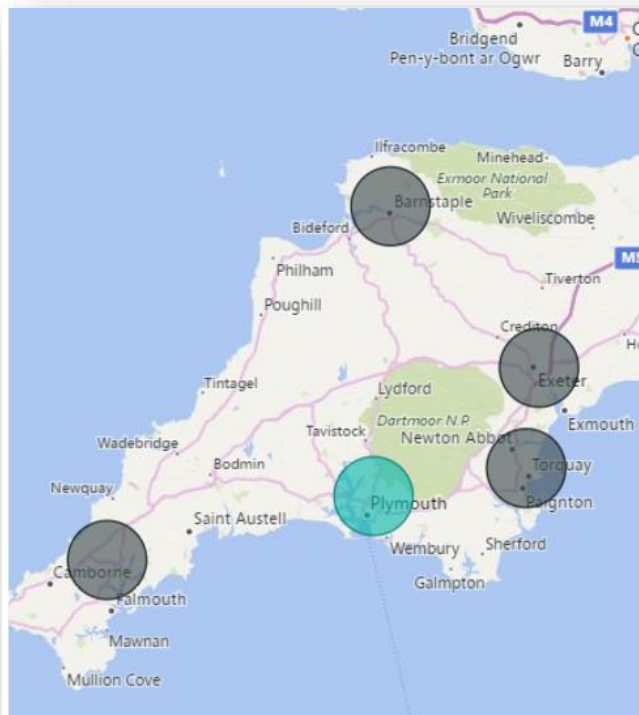 M4
Bridgend
Pen-y-bont ar Ogwr
Barry
Ilfracombe
Minehead
Exmoor National
Park
Barnstaple
Wiveliscombe
Bideford
Philham
M5
Tiverton
Poughill
Crediton
Exeter
Tintagel
Lydford
Exmouth
Dartmoor N.P.
Tavistock
Newton Abbot
Wadebridge
Bodmin
Torquay
Newquay
Plymouth
Paignton
Saint Austell
Wembury
Sherford
Camborne
Galmpton
Falmouth
Mawnan
Mullion Cove